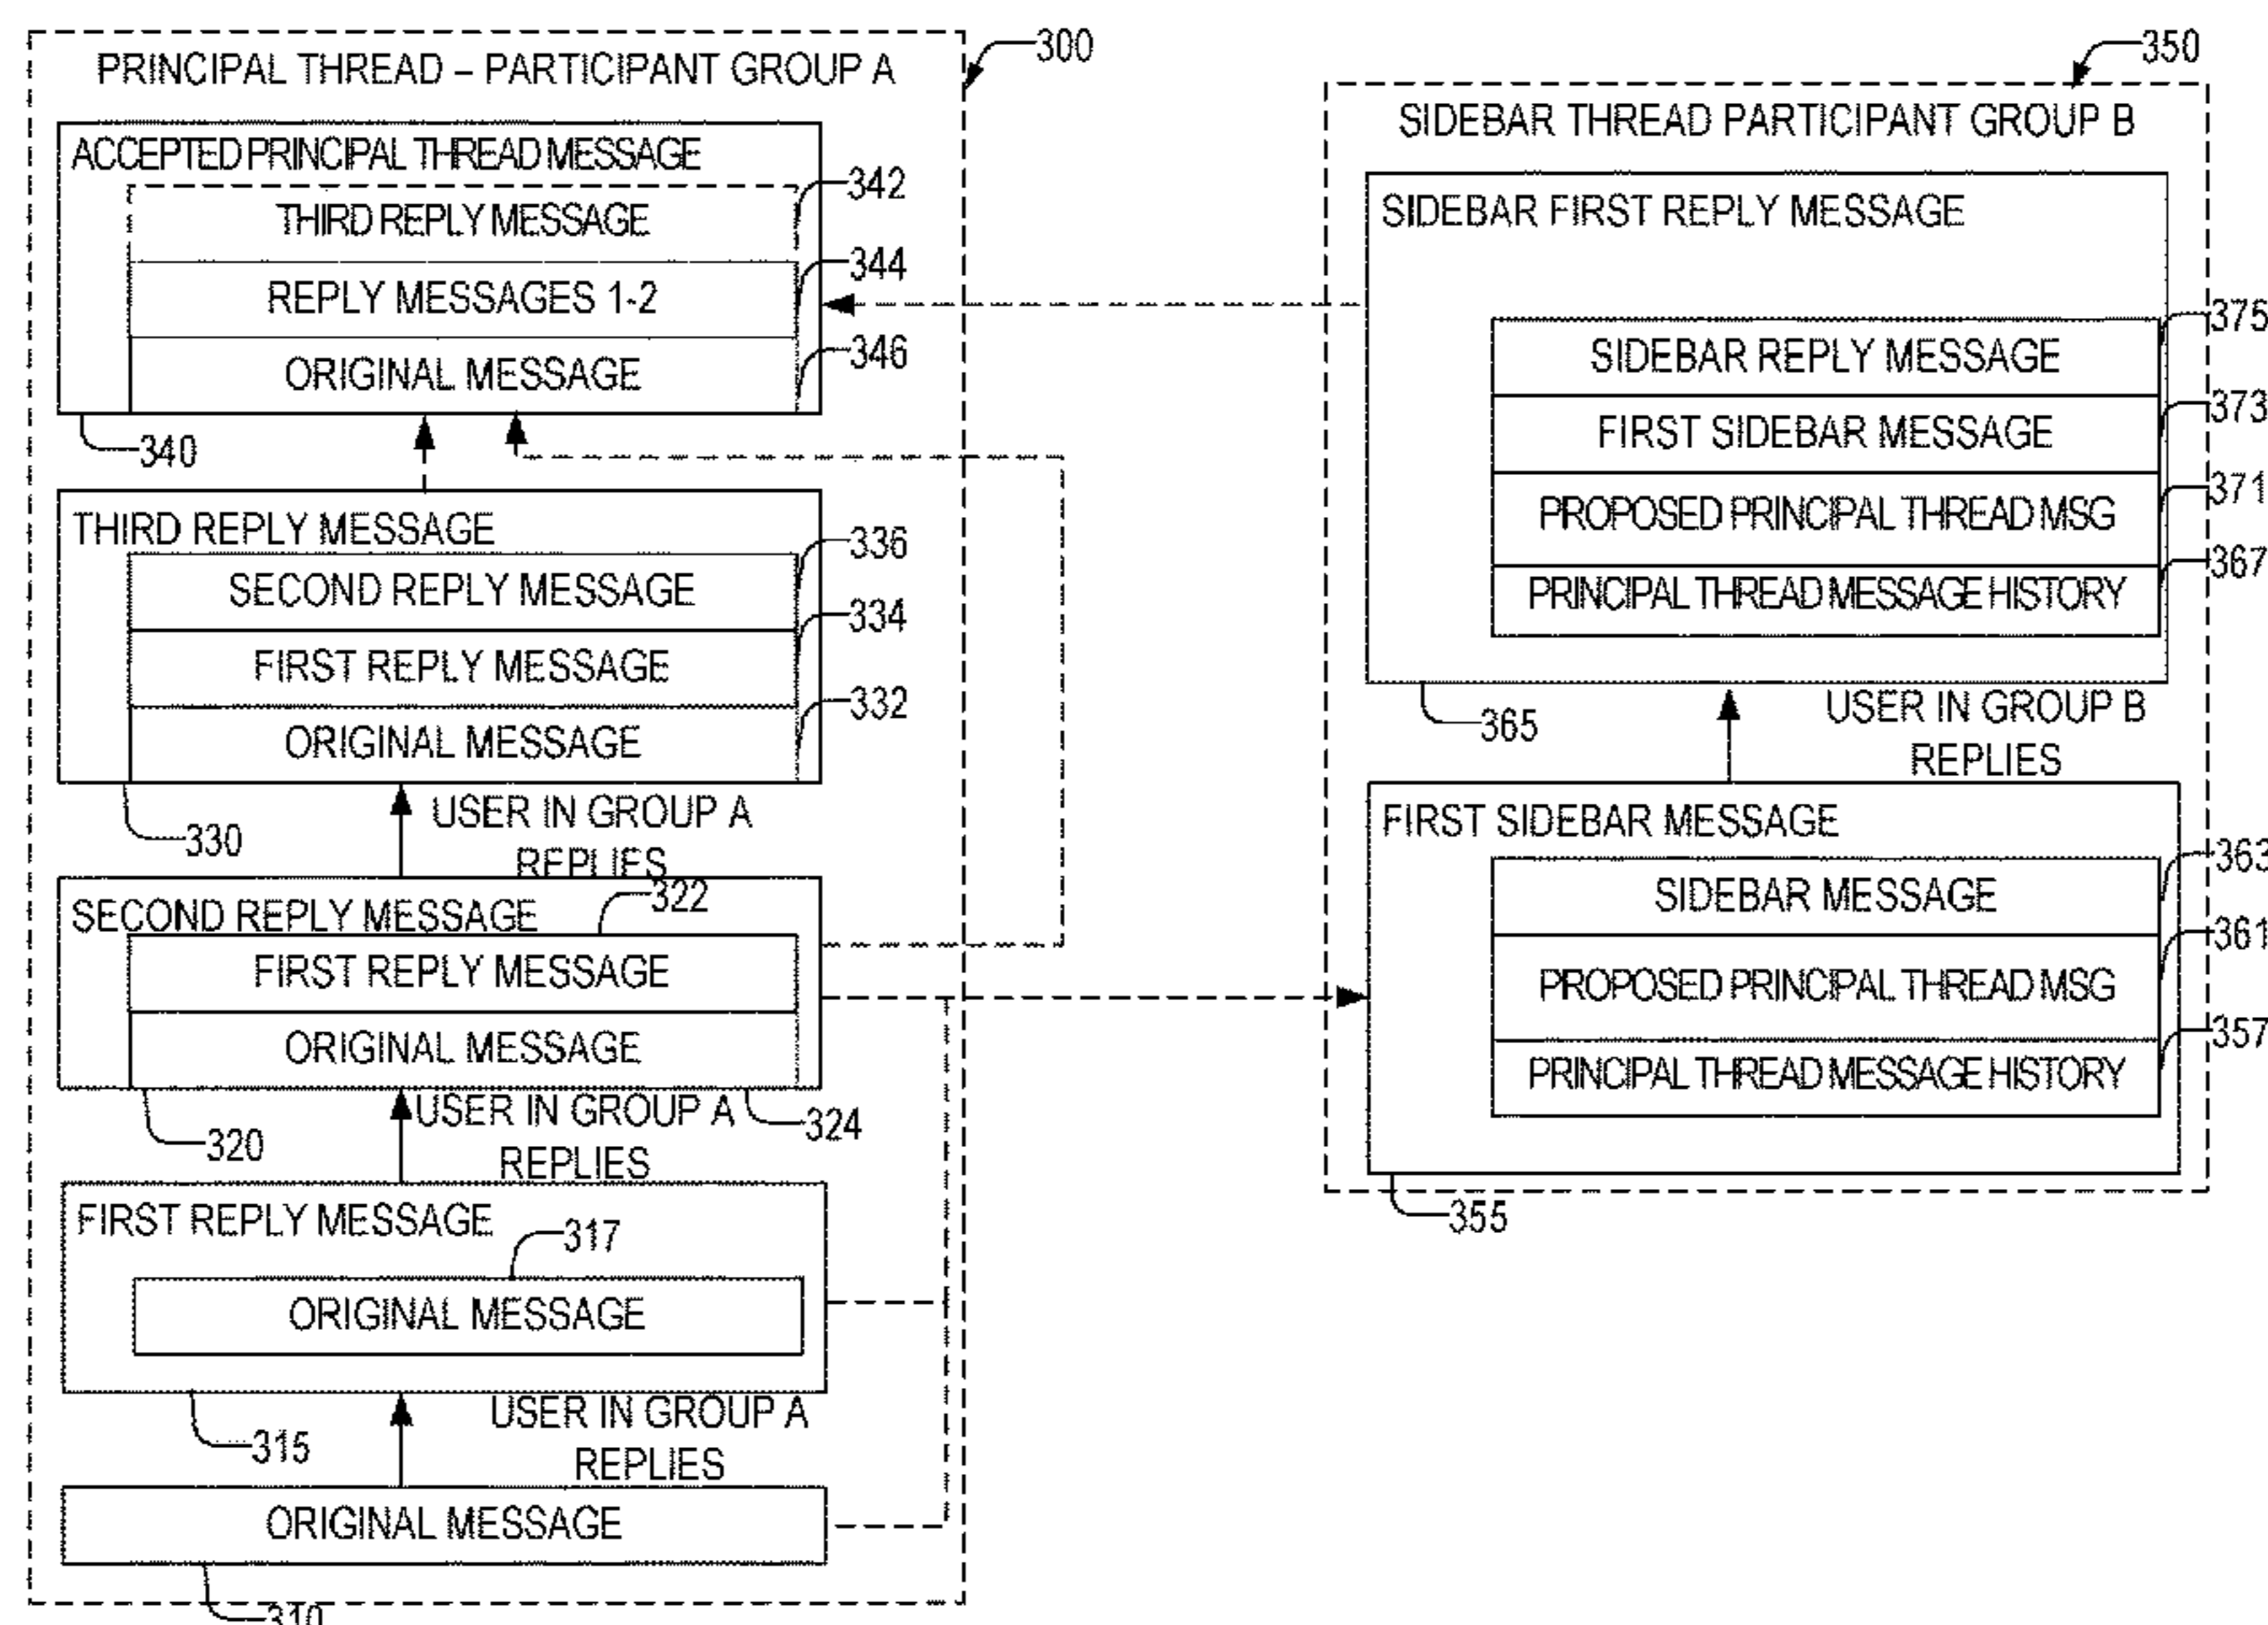 PRINCIPAL THREAD – PARTICIPANT GROUP A
300
ACCEPTED PRINCIPAL THREAD MESSAGE
THIRD REPLY MESSAGE
342
REPLY MESSAGES 1-2
344
ORIGINAL MESSAGE
346
340
THIRD REPLY MESSAGE
SECOND REPLY MESSAGE
336
FIRST REPLY MESSAGE
334
ORIGINAL MESSAGE
332
330
USER IN GROUP A
REPLIES
SECOND REPLY MESSAGE
322
FIRST REPLY MESSAGE
ORIGINAL MESSAGE
320
324
USER IN GROUP A
REPLIES
FIRST REPLY MESSAGE
317
ORIGINAL MESSAGE
315
USER IN GROUP A
REPLIES
ORIGINAL MESSAGE
310
350
SIDEBAR THREAD PARTICIPANT GROUP B
SIDEBAR FIRST REPLY MESSAGE
SIDEBAR REPLY MESSAGE
375
FIRST SIDEBAR MESSAGE
373
PROPOSED PRINCIPAL THREAD MSG
371
PRINCIPAL THREAD MESSAGE HISTORY
367
365
USER IN GROUP B
REPLIES
FIRST SIDEBAR MESSAGE
SIDEBAR MESSAGE
363
PROPOSED PRINCIPAL THREAD MSG
361
PRINCIPAL THREAD MESSAGE HISTORY
357
355